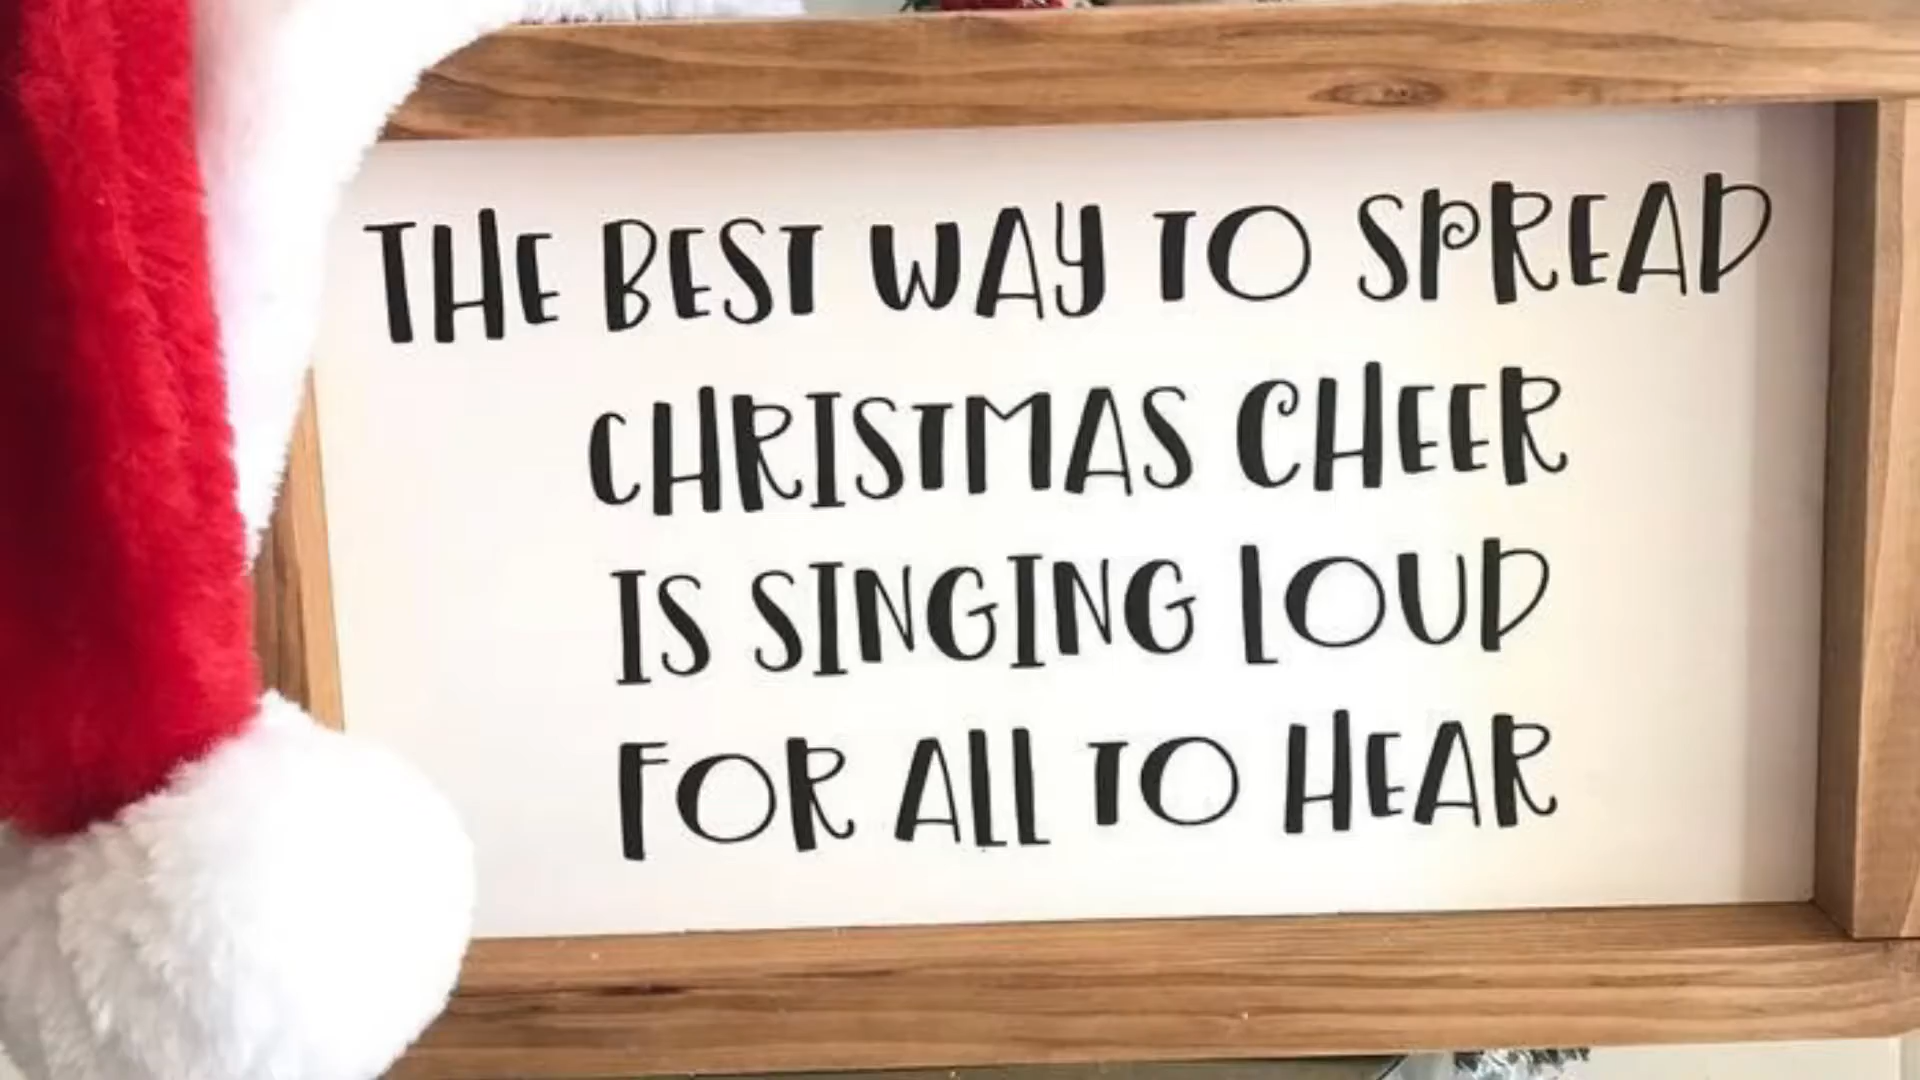 THE BEST WAY TO SPREAD
CHRISTMAS CHEER
IS SINGING LOUD
FOR ALL TO HEAR